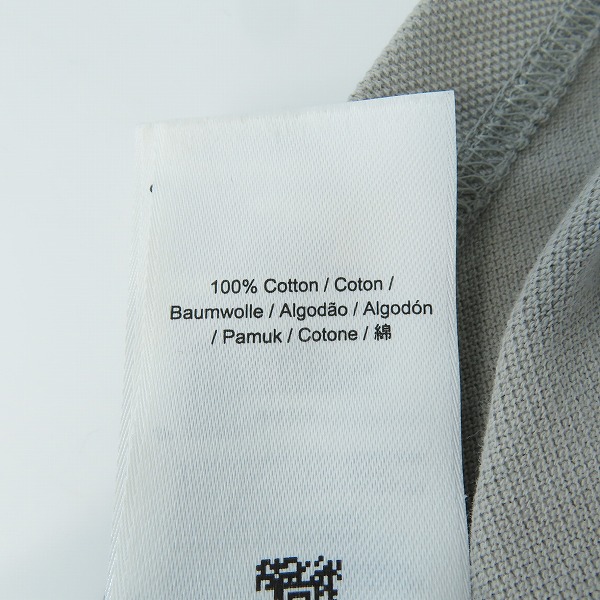 100% Cotton / Coton /
Baumwolle / Algodão / Algodón
/ Pamuk / Cotone / 綿